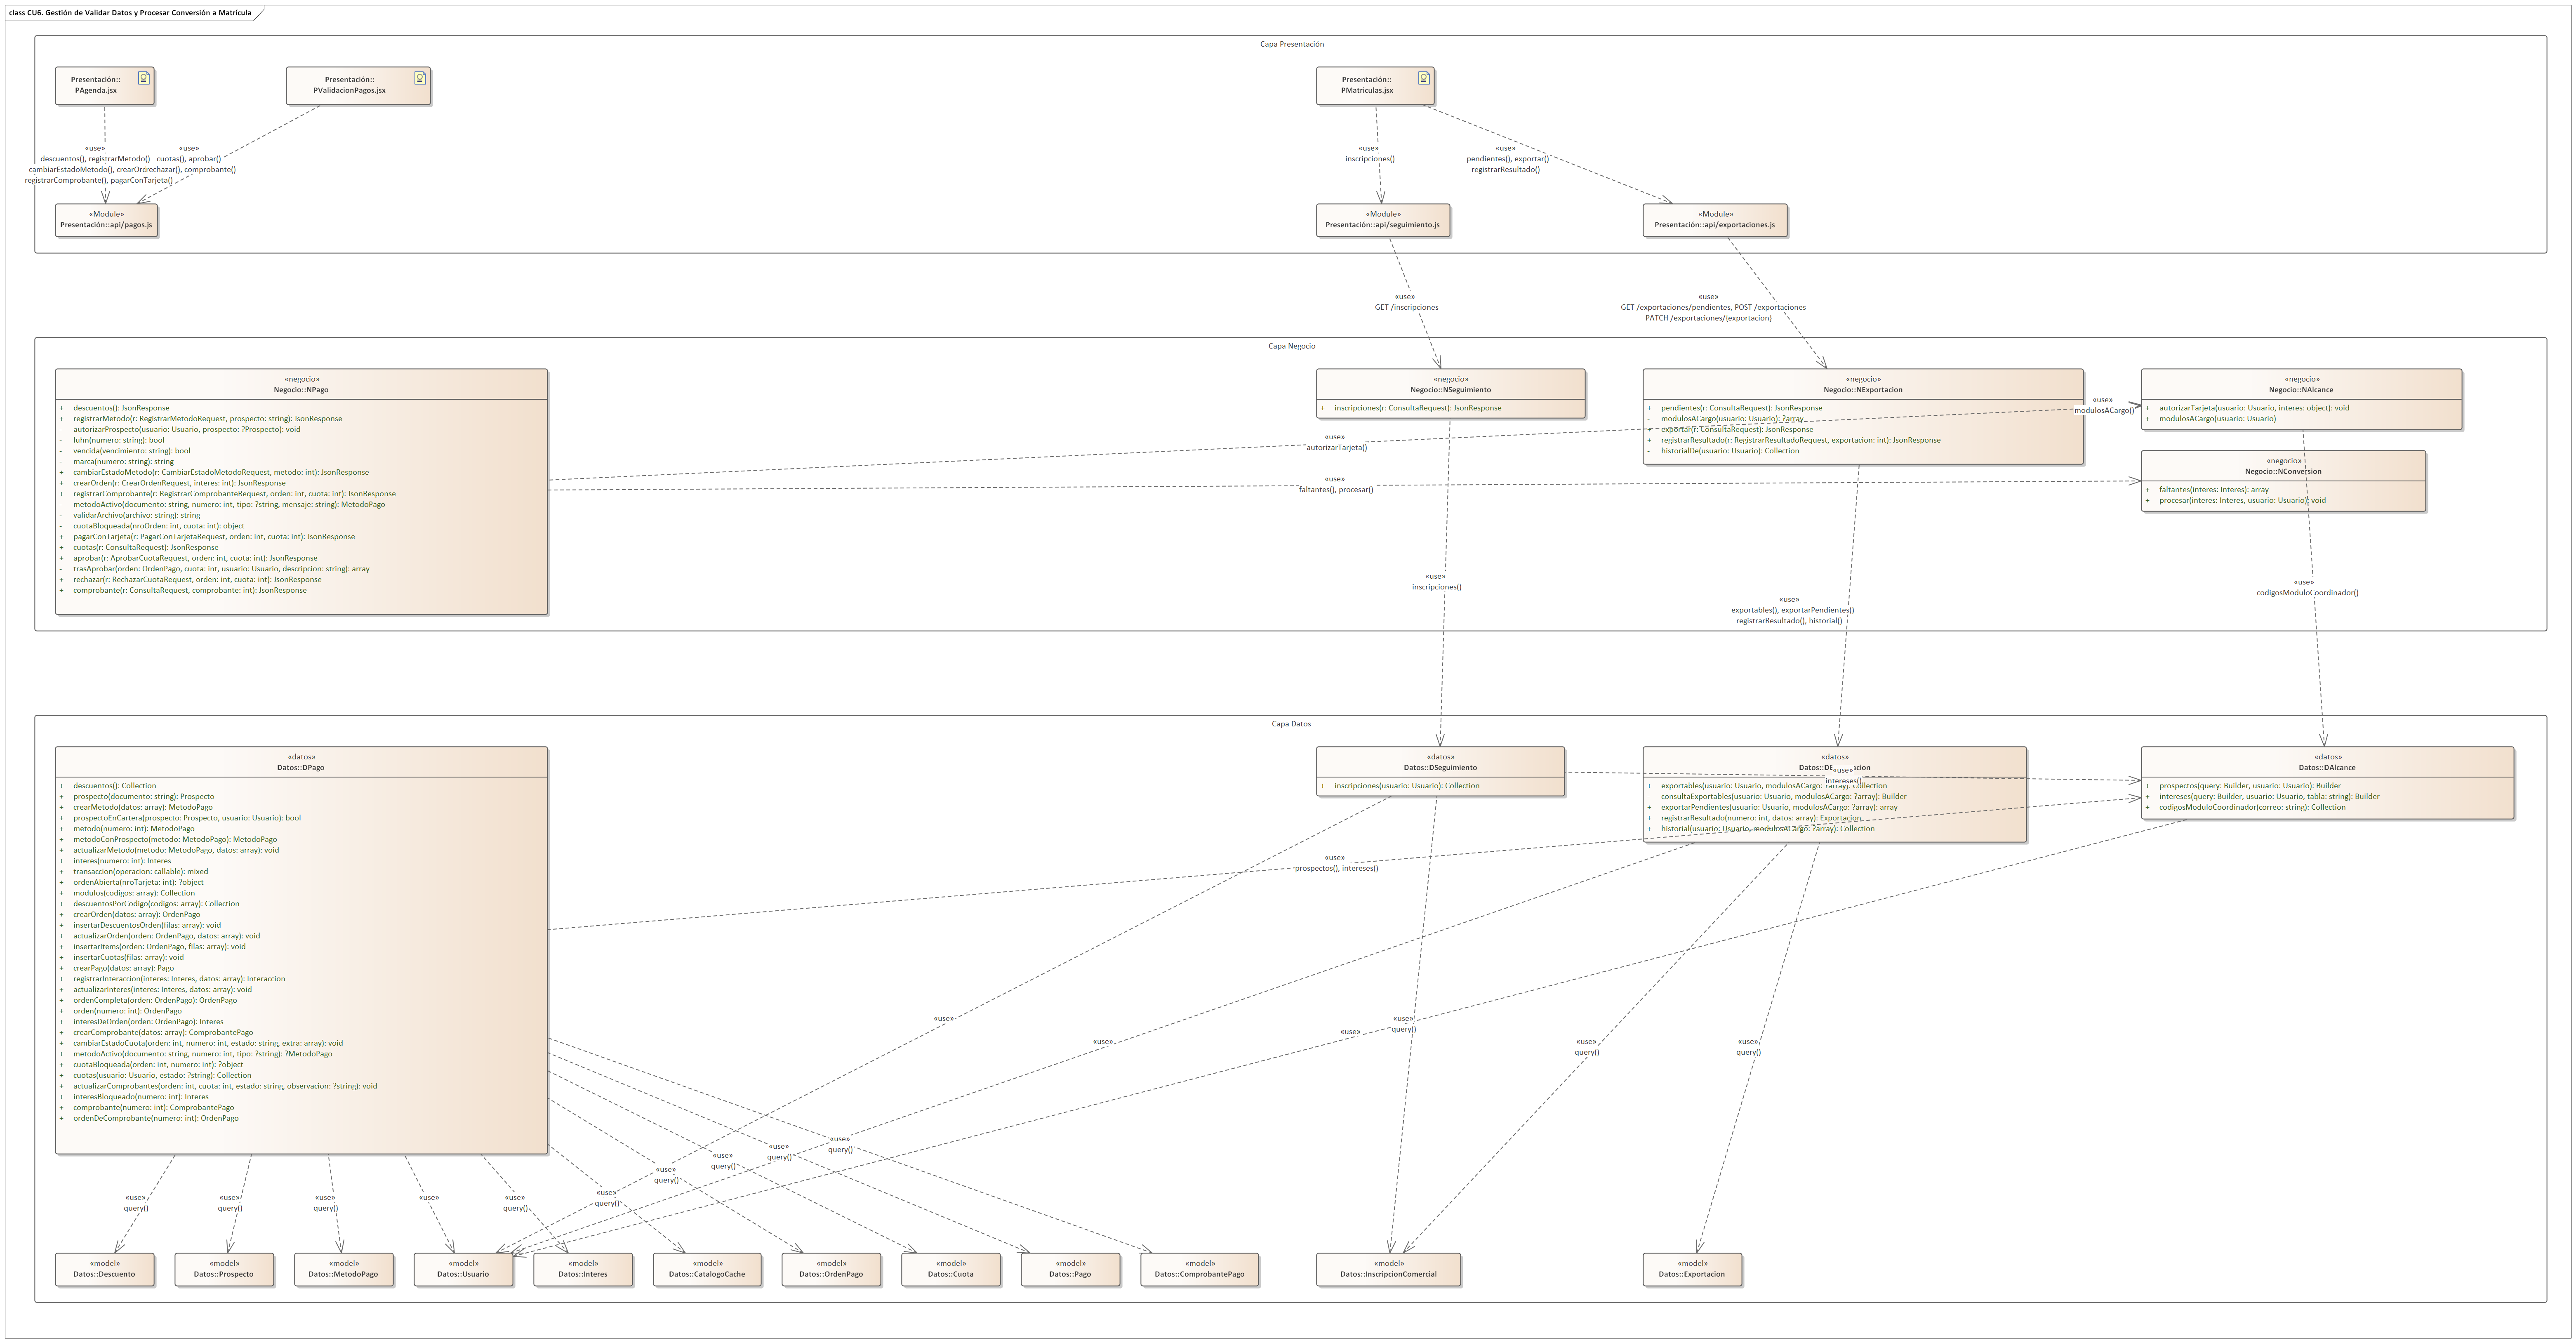 class CU6. Gestión de Validar Datos y Procesar Conversión a Matrícula
Capa Presentación
Presentación::
PAgenda.jsx
Presentación::
PValidacionPagos.jsx
Presentación::
PMatriculas.jsx
«use»
descuentos(), registrarMetodo()
cambiarEstadoMetodo(), crearOr
registrarComprobante(), pagarConTarjeta()
«use»
cuotas(), aprobar()
rechazar(), comprobante()
«use»
inscripciones()
«use»
pendientes(), exportar()
registrarResultado()
«Module»
Presentación::api/pagos.js
«Module»
Presentación::api/seguimiento.js
«Module»
Presentación::api/exportaciones.js
«use»
GET /inscripciones
«use»
GET /exportaciones/pendientes, POST /exportaciones
PATCH /exportaciones/{exportacion}
Capa Negocio
«negocio»
Negocio::NPago
+ descuentos(): JsonResponse
+ registrarMetodo(r: RegistrarMetodoRequest, prospecto: string): JsonResponse
- autorizarProspecto(usuario: Usuario, prospecto: ?Prospecto): void
- luhn(numero: string): bool
- vencida(vencimiento: string): bool
- marca(numero: string): string
+ cambiarEstadoMetodo(r: CambiarEstadoMetodoRequest, metodo: int): JsonResponse
+ crearOrden(r: CrearOrdenRequest, interes: int): JsonResponse
+ registrarComprobante(r: RegistrarComprobanteRequest, orden: int, cuota: int): JsonResponse
- metodoActivo(documento: string, numero: int, tipo: ?string, mensaje: string): MetodoPago
- validarArchivo(archivo: string): string
- cuotaBloqueada(nroOrden: int, cuota: int): object
+ pagarConTarjeta(r: PagarConTarjetaRequest, orden: int, cuota: int): JsonResponse
+ cuotas(r: ConsultaRequest): JsonResponse
+ aprobar(r: AprobarCuotaRequest, orden: int, cuota: int): JsonResponse
- trasAprobar(orden: OrdenPago, cuota: int, usuario: Usuario, descripcion: string): array
+ rechazar(r: RechazarCuotaRequest, orden: int, cuota: int): JsonResponse
+ comprobante(r: ConsultaRequest, comprobante: int): JsonResponse
«negocio»
Negocio::NSeguimiento
+ inscripciones(r: ConsultaRequest): JsonResponse
«negocio»
Negocio::NExportacion
+ pendientes(r: ConsultaRequest): JsonResponse
- modulosACargo(usuario: Usuario): ?array
+ exportar(r: ConsultaRequest): JsonResponse
+ registrarResultado(r: RegistrarResultadoRequest, exportacion: int): JsonResponse
- historialDe(usuario: Usuario): Collection
«use»
modulosACargo()
«negocio»
Negocio::NAlcance
+ autorizarTarjeta(usuario: Usuario, interes: object): void
+ modulosACargo(usuario: Usuario)
«negocio»
Negocio::NConversion
+ faltantes(interes: Interes): array
+ procesar(interes: Interes, usuario: Usuario): void
«use»
autorizarTarjeta()
«use»
faltantes(), procesar()
«use»
inscripciones()
«use»
exportables(), exportarPendientes()
registrarResultado(), historial()
«use»
codigosModuloCoordinador()
Capa Datos
«datos»
Datos::DPago
+ descuentos(): Collection
+ prospecto(documento: string): Prospecto
+ crearMetodo(datos: array): MetodoPago
+ prospectoEnCartera(prospecto: Prospecto, usuario: Usuario): bool
+ metodo(numero: int): MetodoPago
+ metodoConProspecto(metodo: MetodoPago): MetodoPago
+ actualizarMetodo(metodo: MetodoPago, datos: array): void
+ interes(numero: int): Interes
+ transaccion(operacion: callable): mixed
+ ordenAbierta(nroTarjeta: int): ?object
+ modulos(codigos: array): Collection
+ descuentosPorCodigo(codigos: array): Collection
+ crearOrden(datos: array): OrdenPago
+ insertarDescuentosOrden(filas: array): void
+ actualizarOrden(orden: OrdenPago, datos: array): void
+ insertarItems(orden: OrdenPago, filas: array): void
+ insertarCuotas(filas: array): void
+ crearPago(datos: array): Pago
+ registrarInteraccion(interes: Interes, datos: array): Interaccion
+ actualizarInteres(interes: Interes, datos: array): void
+ ordenCompleta(orden: OrdenPago): OrdenPago
+ orden(numero: int): OrdenPago
+ interesDeOrden(orden: OrdenPago): Interes
+ crearComprobante(datos: array): ComprobantePago
+ cambiarEstadoCuota(orden: int, numero: int, estado: string, extra: array): void
+ metodoActivo(documento: string, numero: int, tipo: ?string): ?MetodoPago
+ cuotaBloqueada(orden: int, numero: int): ?object
+ cuotas(usuario: Usuario, estado: ?string): Collection
+ actualizarComprobantes(orden: int, cuota: int, estado: string, observacion: ?string): void
+ interesBloqueado(numero: int): Interes
+ comprobante(numero: int): ComprobantePago
+ ordenDeComprobante(numero: int): OrdenPago
«datos»
Datos::DSeguimiento
+ inscripciones(usuario: Usuario): Collection
«datos»
Datos::DE
acion
«use»
intereses()
+ exportables(usuario: Usuario, modulosACargo: ?array): Collection
- consultaExportables(usuario: Usuario, modulosACargo: ?array): Builder
+ exportarPendientes(usuario: Usuario, modulosACargo: ?array): array
+ registrarResultado(numero: int, datos: array): Exportacion
+ historial(usuario: Usuario, modulosACargo: ?array): Collection
«datos»
Datos::DAlcance
+ prospectos(query: Builder, usuario: Usuario): Builder
+ intereses(query: Builder, usuario: Usuario, tabla: string): Builder
+ codigosModuloCoordinador(correo: string): Collection
«use»
prospectos(), intereses()
«use»
«use»
query()
«use»
«use»
«use»
query()
«use»
query()
«use»
query()
«use»
query()
«use»
query()
«use»
query()
«use»
query()
«use»
query()
«use»
query()
«use»
query()
«use»
«use»
query()
«model»
Datos::Descuento
«model»
Datos::Prospecto
«model»
Datos::MetodoPago
«model»
Datos::Usuario
«model»
Datos::Interes
«model»
Datos::CatalogoCache
«model»
Datos::OrdenPago
«model»
Datos::Cuota
«model»
Datos::Pago
«model»
Datos::ComprobantePago
«model»
Datos::InscripcionComercial
«model»
Datos::Exportacion